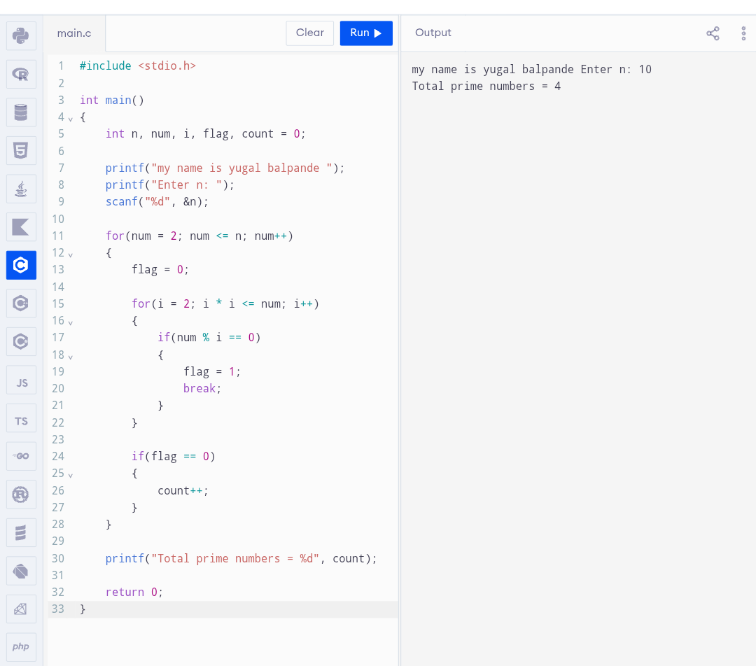 main.c
Clear
Run
Output
1 #include <stdio.h>
2
3 int main()
4 {
5     int n, num, i, flag, count = 0;
6
7     printf("my name is yugal balpande ");
8     printf("Enter n: ");
9     scanf("%d", &n);
10
11     for(num = 2; num <= n; num++)
12     {
13         flag = 0;
14
15         for(i = 2; i * i <= num; i++)
16         {
17             if(num % i == 0)
18             {
19                 flag = 1;
20                 break;
21             }
22         }
23
24         if(flag == 0)
25         {
26             count++;
27         }
28     }
29
30     printf("Total prime numbers = %d", count);
31
32     return 0;
33 }
my name is yugal balpande Enter n: 10
Total prime numbers = 4
R
5
C
C
C
JS
TS
GO
R
php